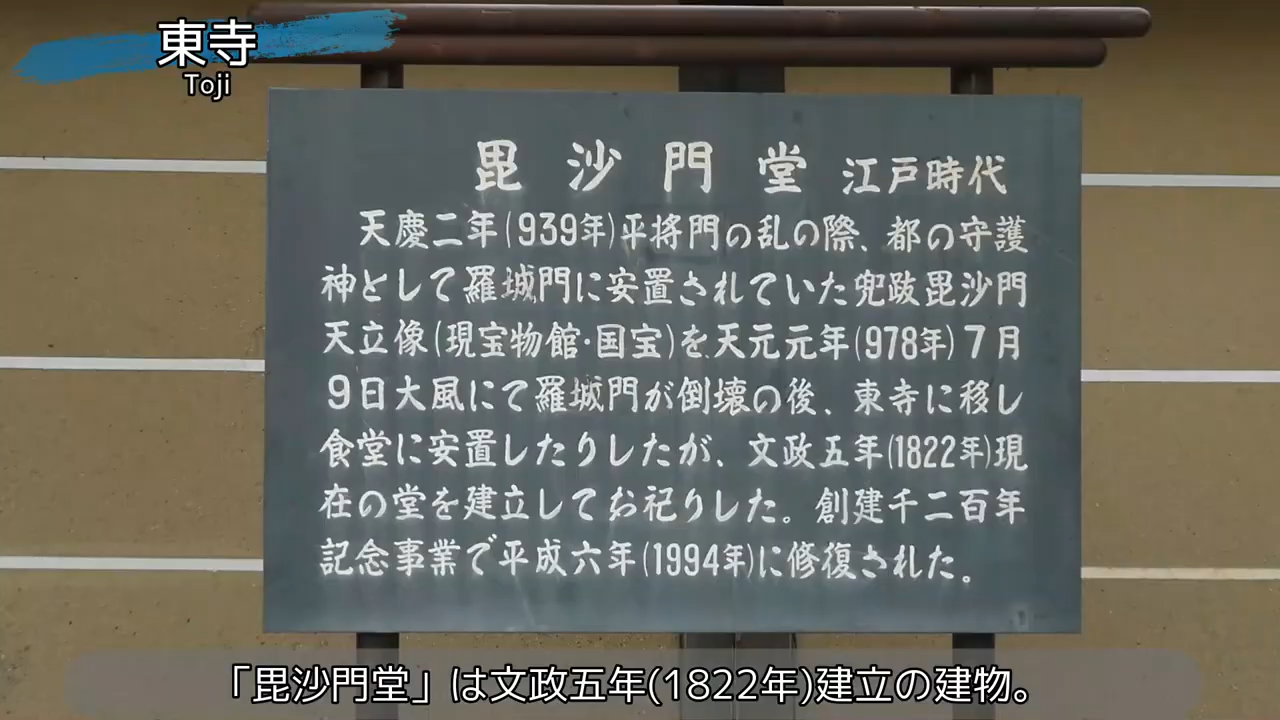 東寺
Toji
毘沙門堂 江戸時代
天慶二年(939年)平将門の乱の際、都の守護
神として羅城門に安置されていた兜跋毘沙門
天立像(現宝物館・国宝)を天元元年(978年)7月
9日大風にて羅城門が倒壊の後、東寺に移し
食堂に安置したりしたが、文政五年(1822年)現
在の堂を建立してお祀りした。創建千二百年
記念事業で平成六年(1994年)に修復された。
「毘沙門堂」は文政五年(1822年)建立の建物。